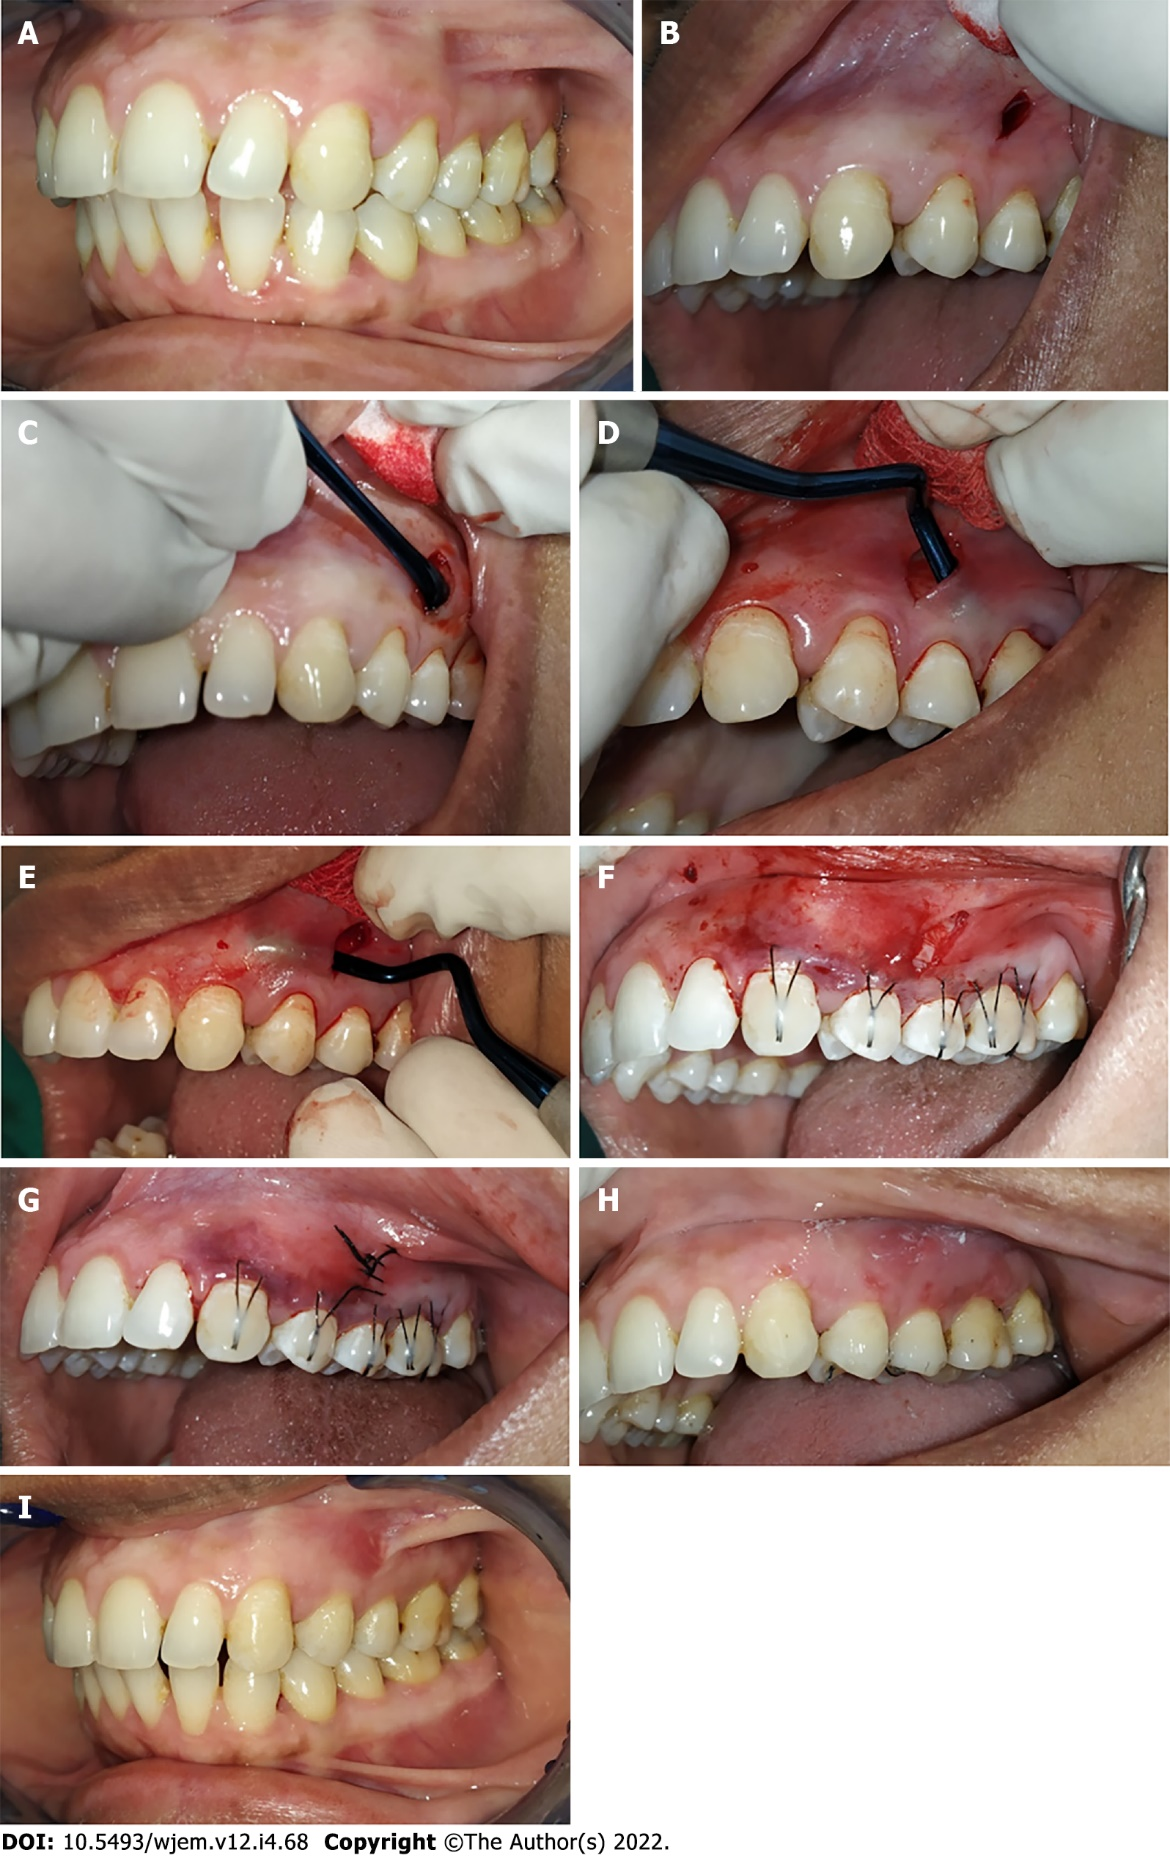 A
B
C
D
E
F
G
H
I
DOI: 10.5493/wjem.v12.i4.68 Copyright ©The Author(s) 2022.